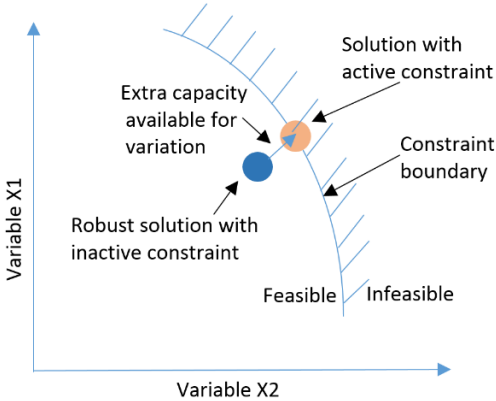 Solution with
active constraint
Extra capacity
available for
variation
Constraint
boundary
Robust solution with
inactive constraint
Feasible
Infeasible
Variable X1
Variable X2